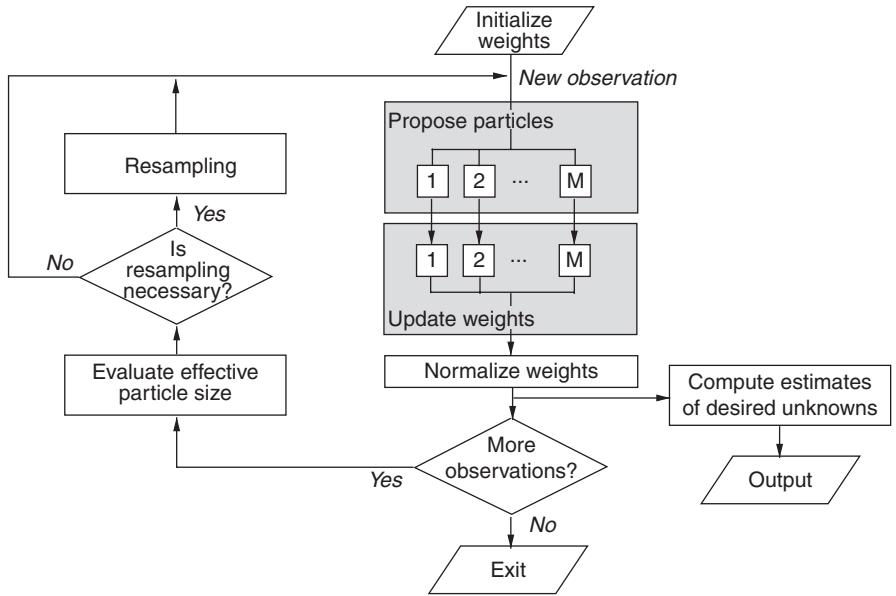 Initialize
weights
New observation
Propose particles
1 2 ... M
1 2 ... M
Update weights
Normalize weights
Compute estimates
of desired unknowns
Output
More
observations?
Yes
No
Exit
Evaluate effective
particle size
Is
resampling
necessary?
No
Yes
Resampling